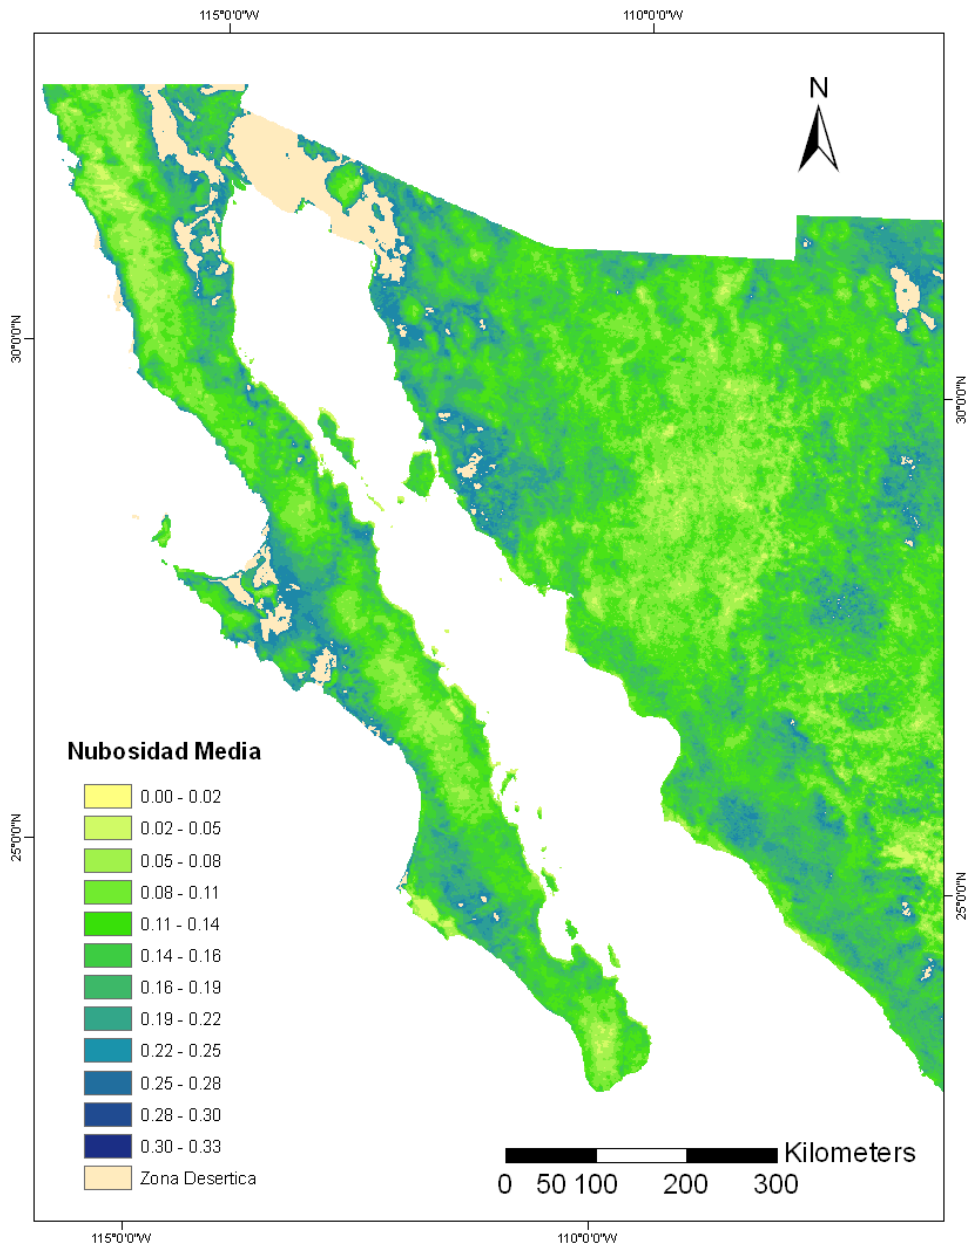 115°0'0"W 110°0'0"W
N
30°0'0"N
30°0'0"N
Nubosidad Media
0.00 - 0.02
0.02 - 0.05
25°0'0"N
0.05 - 0.08
0.08 - 0.11
25°0'0"N
0.11 - 0.14
0.14 - 0.16
0.16 - 0.19
0.19 - 0.22
0.22 - 0.25
0.25 - 0.28
0.28 - 0.30
0.30 - 0.33
Zona Desertica
Kilometers
0 50 100 200 300
115°0'0"W 110°0'0"W